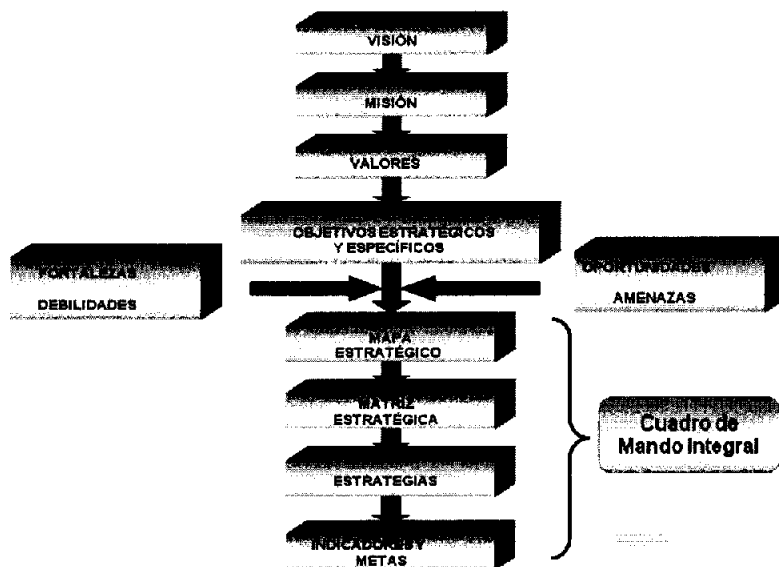 VISIÓN
MISIÓN
VALORES
OBJETIVOS ESTRATÉGICOS
Y ESPECÍFICOS
FORTALEZAS
DEBILIDADES
OPORTUNIDADES
AMENAZAS
MAPA
ESTRATÉGICO
MATRIZ
ESTRATÉGICA
ESTRATEGIAS
INDICADORES Y
METAS
Cuadro de
Mando Integral